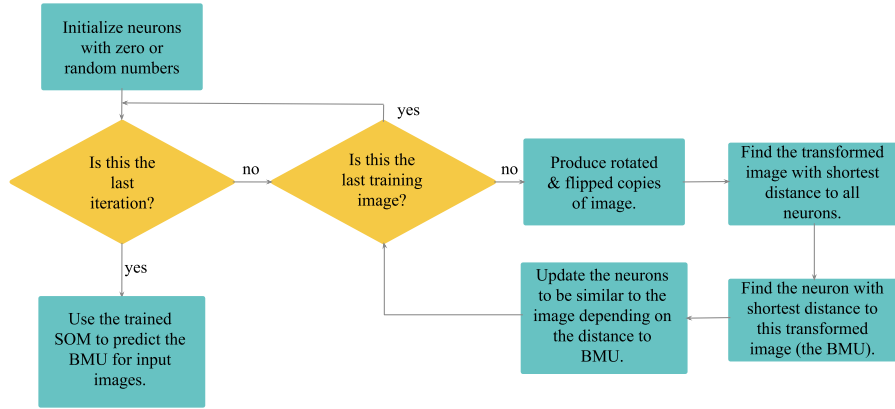 Initialize neurons
with zero or
random numbers
yes
Is this the
last
iteration?
no
Is this the
last training
image?
no
Produce rotated
& flipped copies
of image.
Find the transformed
image with shortest
distance to all
neurons.
yes
Use the trained
SOM to predict the
BMU for input
images.
Update the neurons
to be similar to the
image depending on
the distance to
BMU.
Find the neuron with
shortest distance to
this transformed
image (the BMU).